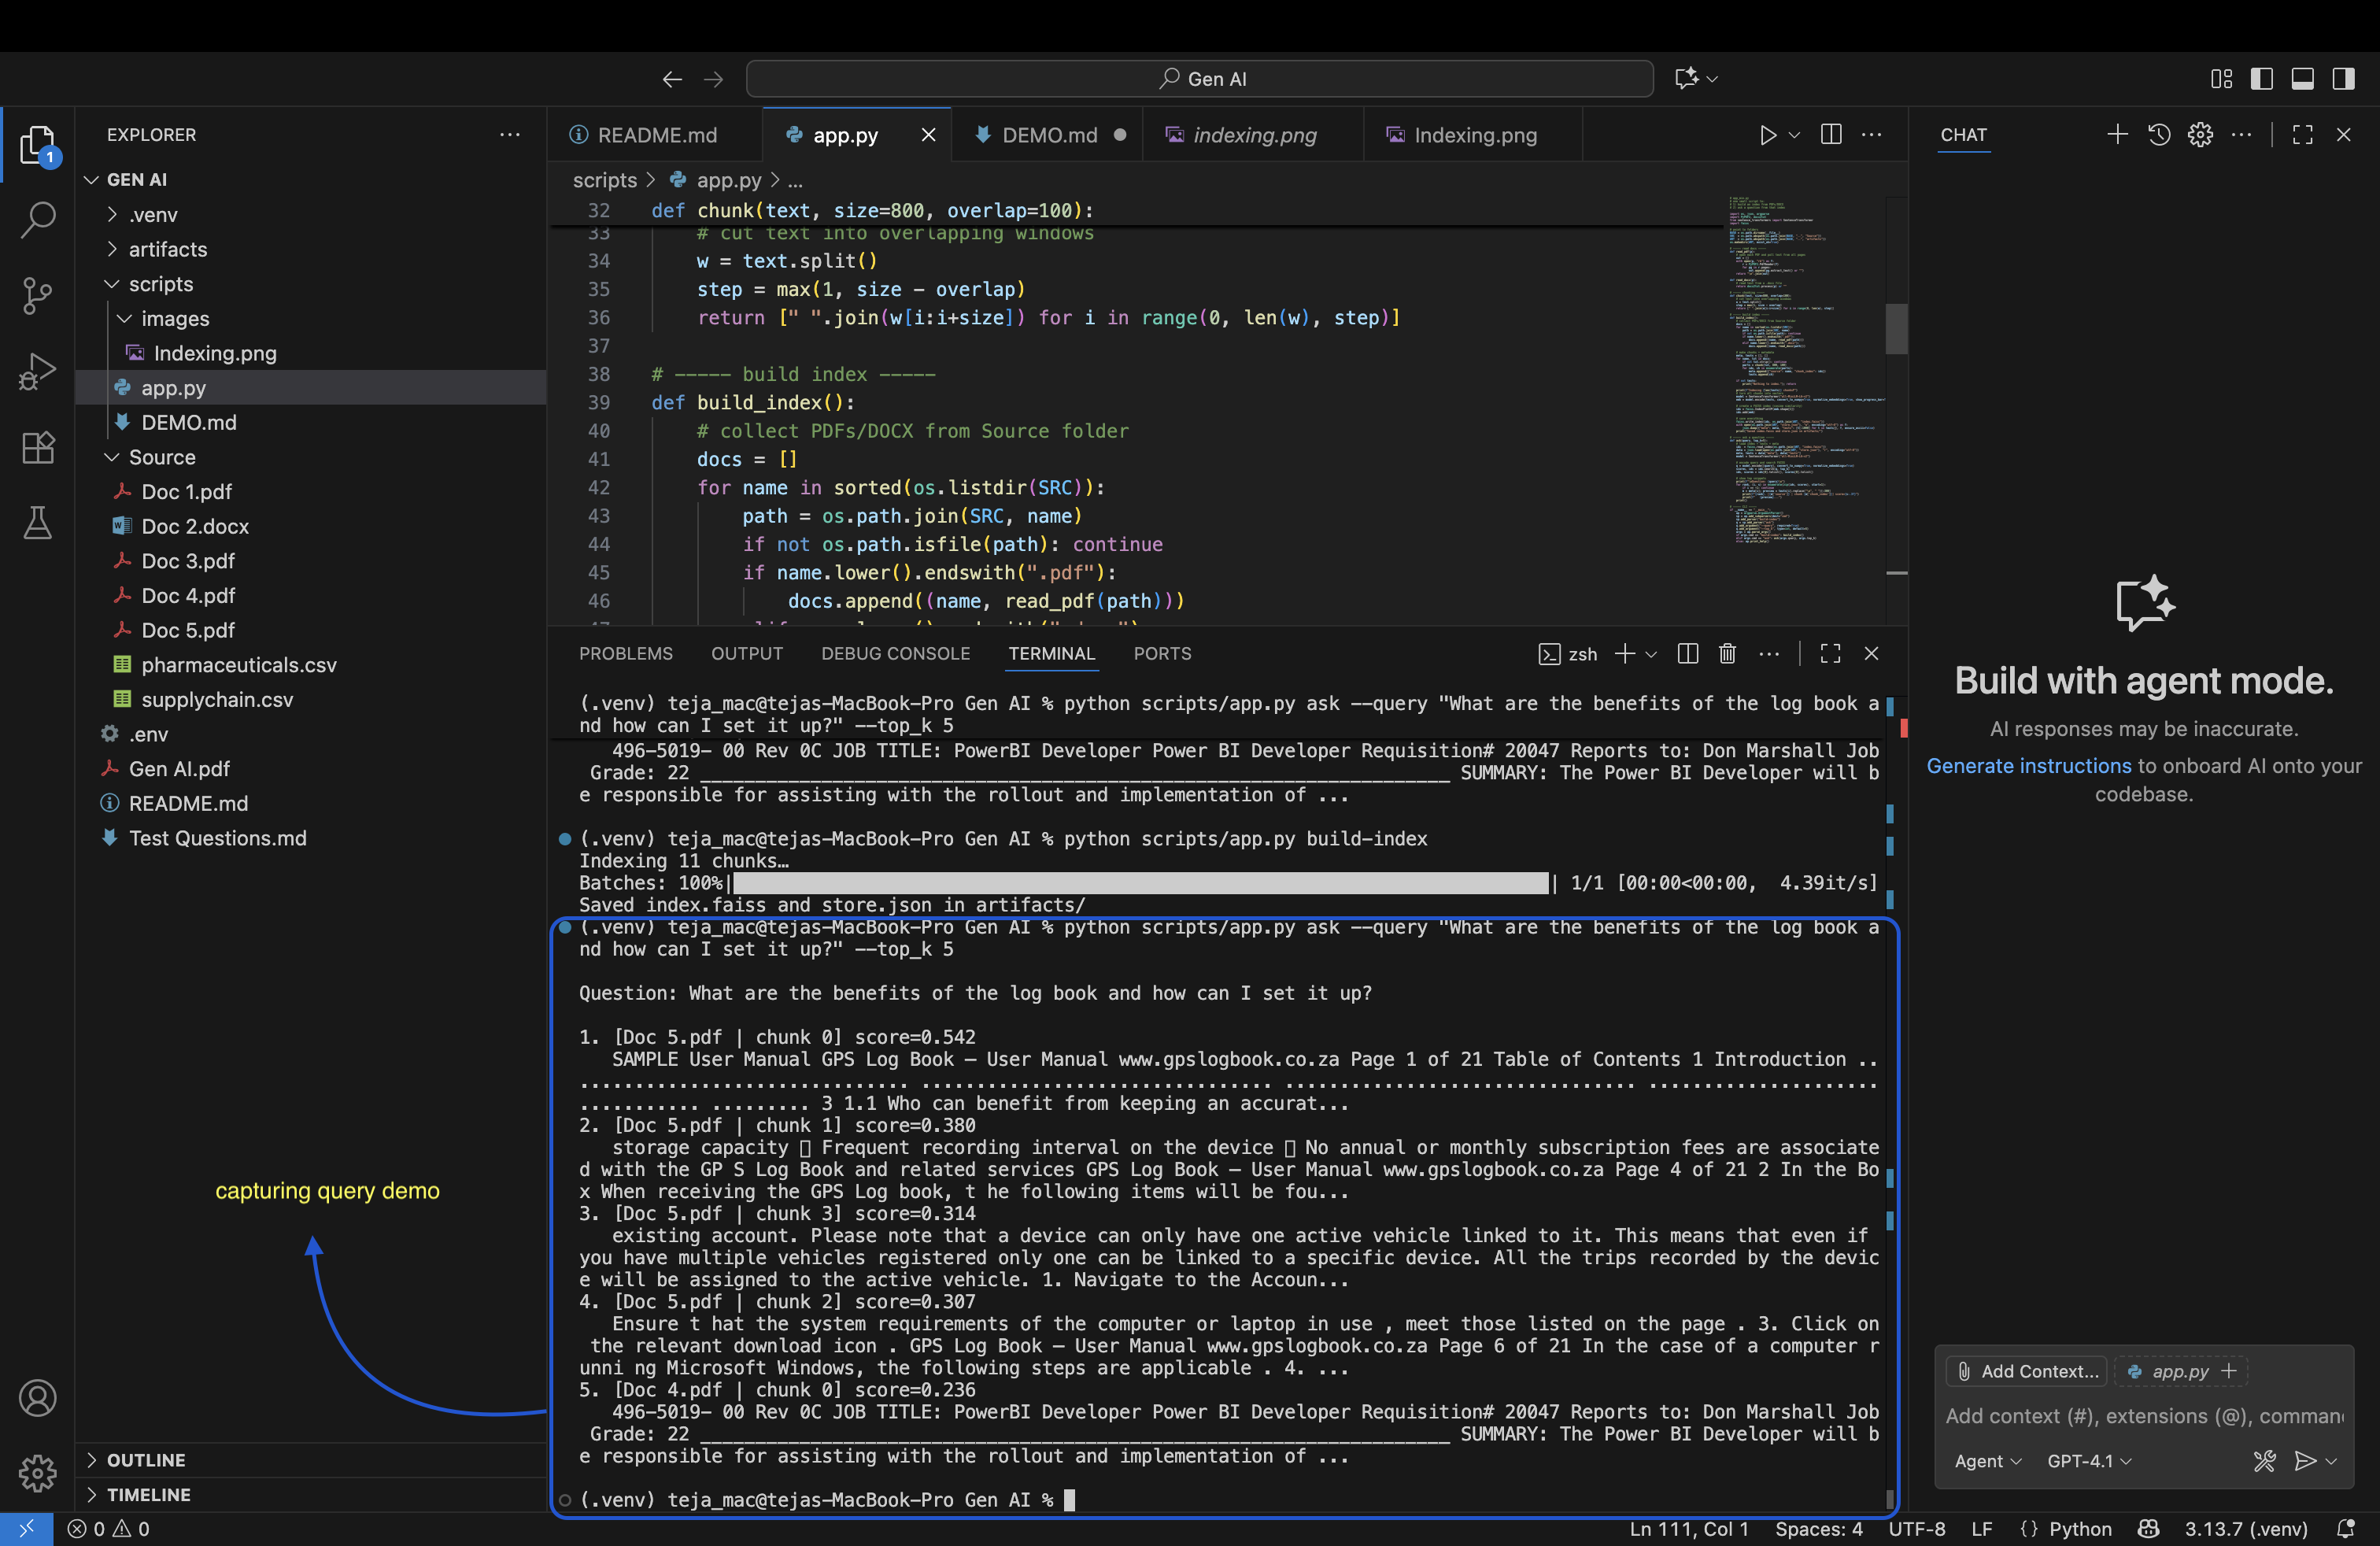 Gen AI
EXPLORER
1
GEN AI
.venv
artifacts
scripts
images
Indexing.png
app.py
DEMO.md
Source
Doc 1.pdf
Doc 2.docx
Doc 3.pdf
Doc 4.pdf
Doc 5.pdf
pharmaceuticals.csv
supplychain.csv
.env
Gen AI.pdf
README.md
Test Questions.md
capturing query demo
OUTLINE
TIMELINE
README.md
app.py
DEMO.md
indexing.png
Indexing.png
scripts > app.py > ...
32 def chunk(text, size=800, overlap=100):
33 # cut text into overlapping windows
34 w = text.split()
35 step = max(1, size - overlap)
36 return [" ".join(w[i:i+size]) for i in range(0, len(w), step)]
37
38 # ----- build index -----
39 def build_index():
40 # collect PDFs/DOCX from Source folder
41 docs = []
42 for name in sorted(os.listdir(SRC)):
43 path = os.path.join(SRC, name)
44 if not os.path.isfile(path): continue
45 if name.lower().endswith(".pdf"):
46 docs.append((name, read_pdf(path)))
PROBLEMS OUTPUT DEBUG CONSOLE TERMINAL PORTS
zsh
(.venv) teja_mac@tejas-MacBook-Pro Gen AI % python scripts/app.py ask --query "What are the benefits of the log book a
nd how can I set it up?" --top_k 5
496-5019- 00 Rev 0C JOB TITLE: PowerBI Developer Power BI Developer Requisition# 20047 Reports to: Don Marshall Job
Grade: 22 ____________________________________________________________________ SUMMARY: The Power BI Developer will b
e responsible for assisting with the rollout and implementation of ...
(.venv) teja_mac@tejas-MacBook-Pro Gen AI % python scripts/app.py build-index
Indexing 11 chunks…
Batches: 100%| | 1/1 [00:00<00:00, 4.39it/s]
Saved index.faiss and store.json in artifacts/
(.venv) teja_mac@tejas-MacBook-Pro Gen AI % python scripts/app.py ask --query "What are the benefits of the log book a
nd how can I set it up?" --top_k 5
Question: What are the benefits of the log book and how can I set it up?
1. [Doc 5.pdf | chunk 0] score=0.542
SAMPLE User Manual GPS Log Book – User Manual www.gpslogbook.co.za Page 1 of 21 Table of Contents 1 Introduction ..
.............................. ................................ ................................ .....................
........... ......... 3 1.1 Who can benefit from keeping an accurat...
2. [Doc 5.pdf | chunk 1] score=0.380
storage capacity  Frequent recording interval on the device  No annual or monthly subscription fees are associate
d with the GP S Log Book and related services GPS Log Book – User Manual www.gpslogbook.co.za Page 4 of 21 2 In the Bo
x When receiving the GPS Log book, t he following items will be fou...
3. [Doc 5.pdf | chunk 3] score=0.314
existing account. Please note that a device can only have one active vehicle linked to it. This means that even if
you have multiple vehicles registered only one can be linked to a specific device. All the trips recorded by the devic
e will be assigned to the active vehicle. 1. Navigate to the Accoun...
4. [Doc 5.pdf | chunk 2] score=0.307
Ensure t hat the system requirements of the computer or laptop in use , meet those listed on the page . 3. Click on
the relevant download icon . GPS Log Book – User Manual www.gpslogbook.co.za Page 6 of 21 In the case of a computer r
unni ng Microsoft Windows, the following steps are applicable . 4. ...
5. [Doc 4.pdf | chunk 0] score=0.236
496-5019- 00 Rev 0C JOB TITLE: PowerBI Developer Power BI Developer Requisition# 20047 Reports to: Don Marshall Job
Grade: 22 ____________________________________________________________________ SUMMARY: The Power BI Developer will b
e responsible for assisting with the rollout and implementation of ...
(.venv) teja_mac@tejas-MacBook-Pro Gen AI %
CHAT
Build with agent mode.
AI responses may be inaccurate.
Generate instructions to onboard AI onto your
codebase.
Add Context...
app.py
Add context (#), extensions (@), comman
Agent
GPT-4.1
0 0
Ln 111, Col 1 Spaces: 4 UTF-8 LF {} Python 3.13.7 (.venv)